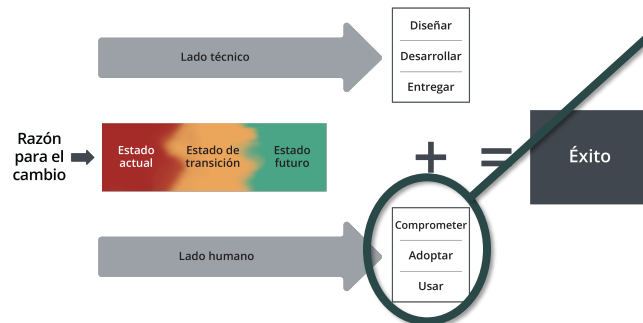 Lado técnico
Diseñar
Desarrollar
Entregar
Razón
para el
cambio
Estado
actual
Estado de
transición
Estado
futuro
+
=
Éxito
Lado humano
Comprometer
Adoptar
Usar